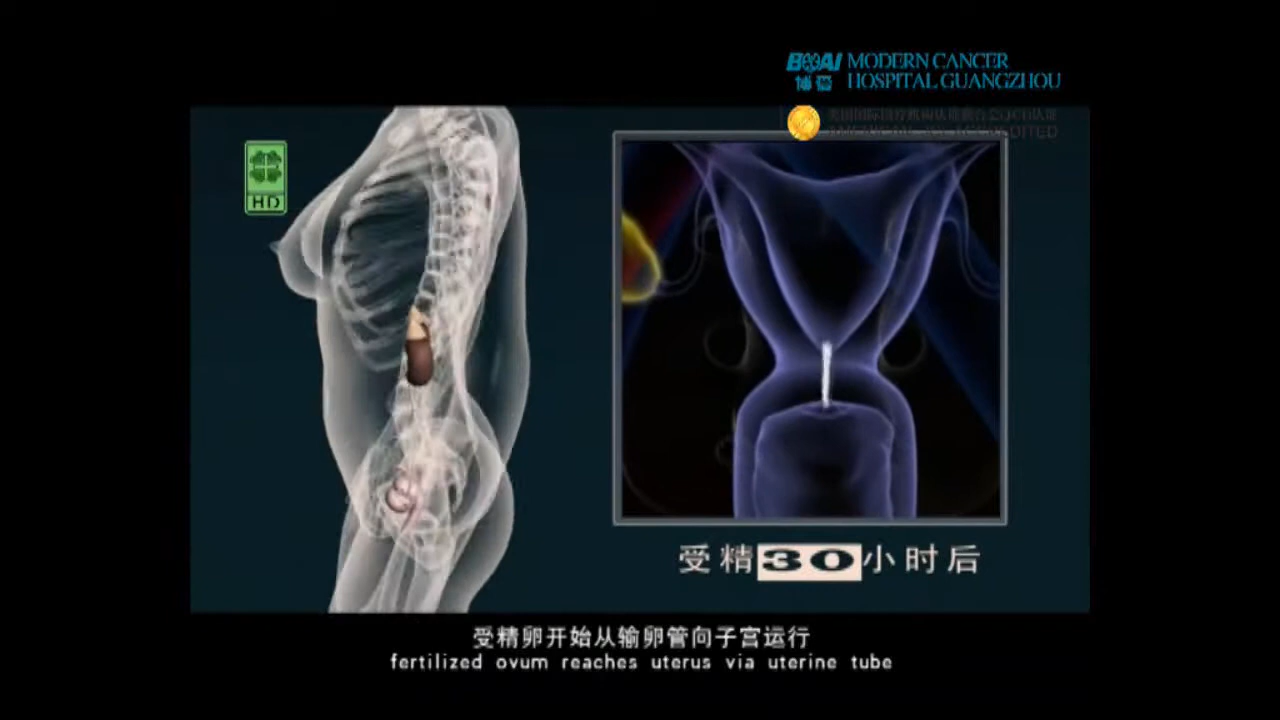 BOAI MODERN CANCER
博爱 HOSPITAL GUANGZHOU
HD
受精30小时后
受精卵开始从输卵管向子宫运行
fertilized ovum reaches uterus via uterine tube